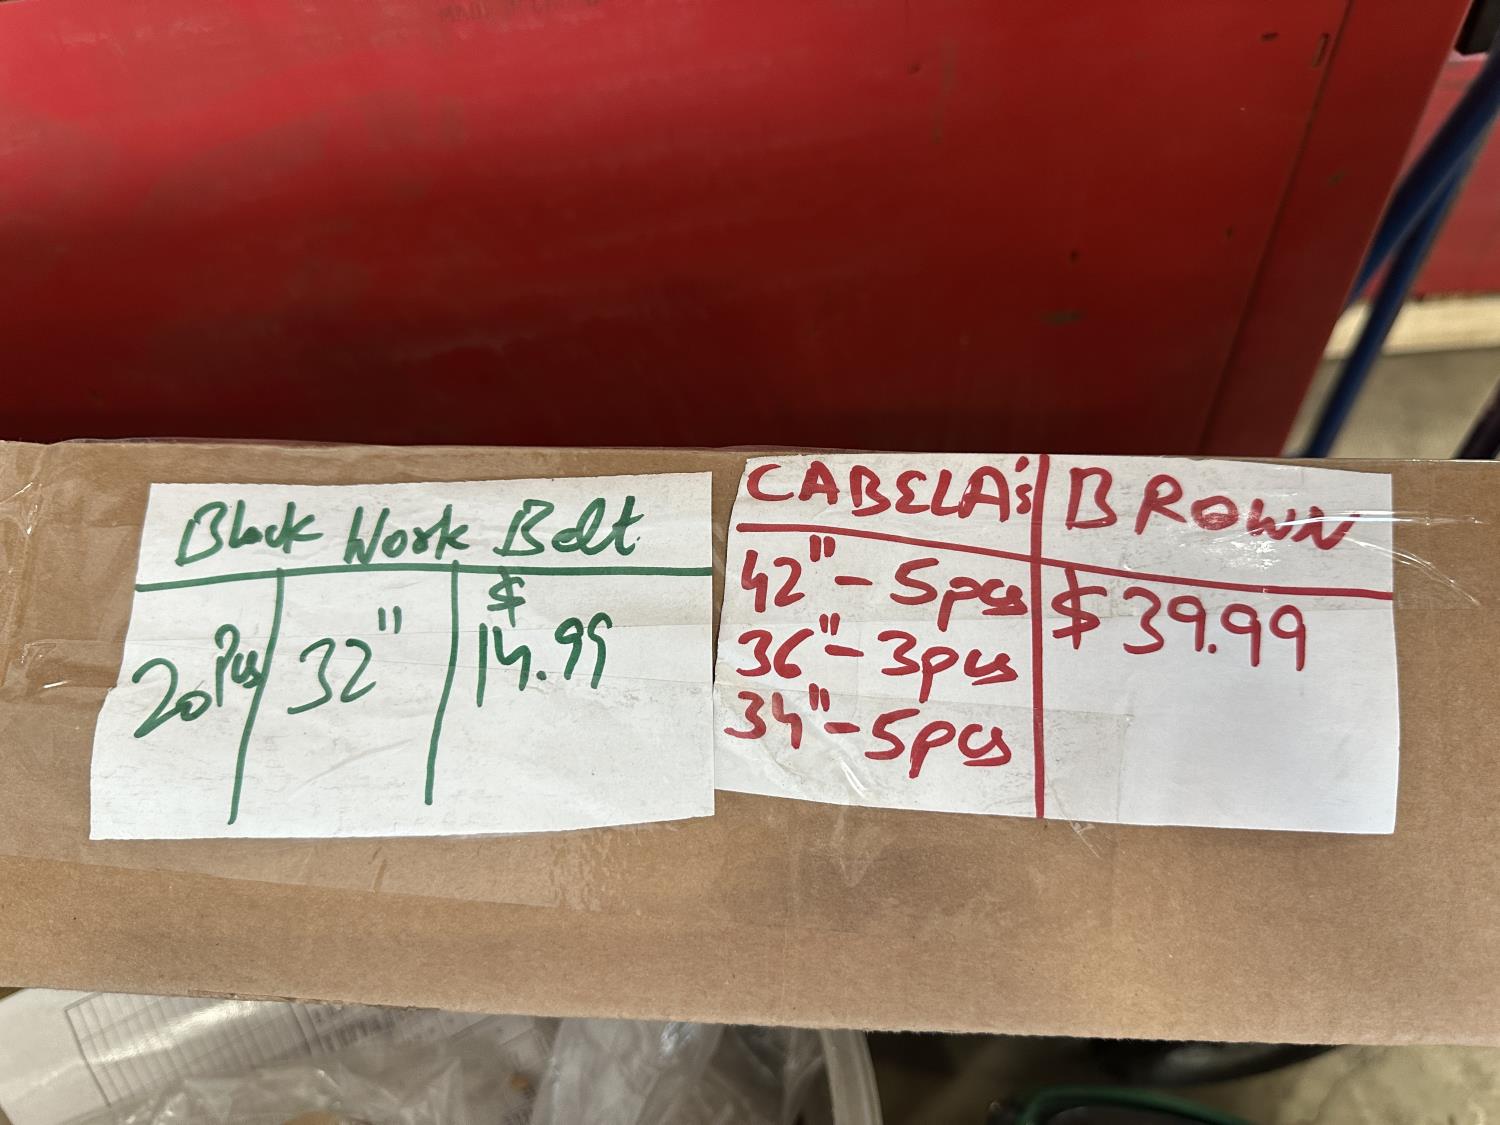 Black Work Belt
20 Pcs 32" $ 14.99
CABELA's BROWN
42" - 5pcs $39.99
36" - 3pcs
34" - 5pcs